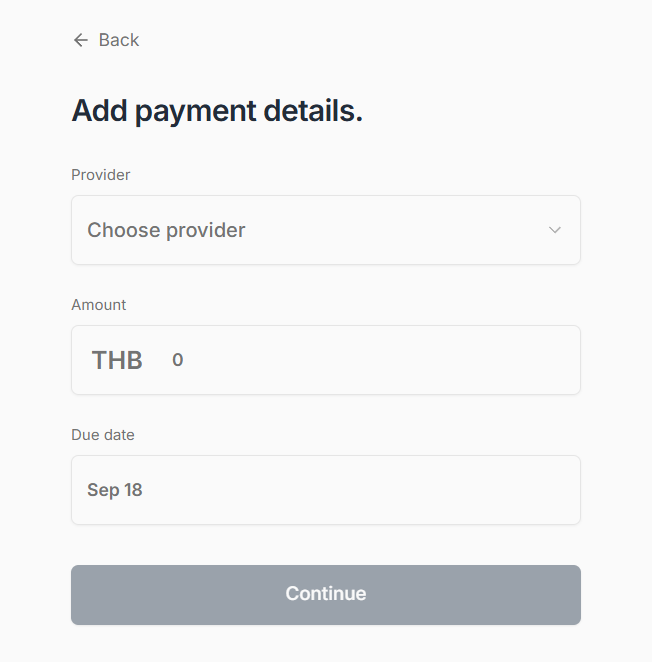 Back
Add payment details.
Provider
Choose provider
Amount
THB 0
Due date
Sep 18
Continue